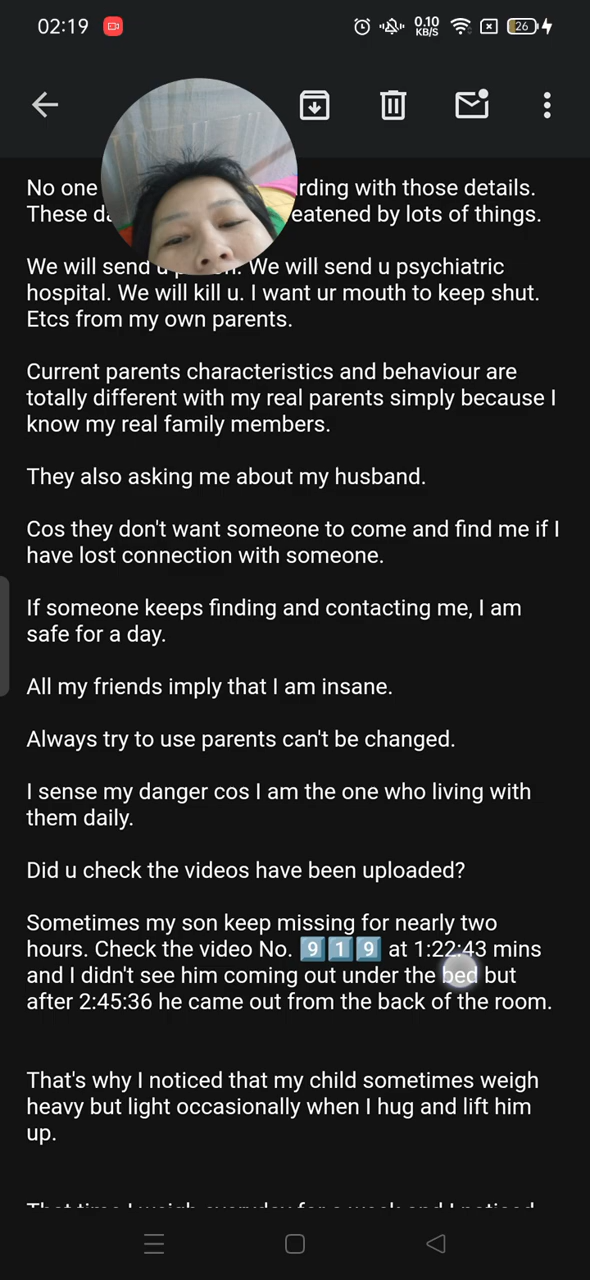 02:19
0.10
KB/S
26
No one rding with those details.
These eatened by lots of things.
We will send We will send u psychiatric
hospital. We will kill u. I want ur mouth to keep shut.
Etcs from my own parents.
Current parents characteristics and behaviour are
totally different with my real parents simply because I
know my real family members.
They also asking me about my husband.
Cos they don't want someone to come and find me if I
have lost connection with someone.
If someone keeps finding and contacting me, I am
safe for a day.
All my friends imply that I am insane.
Always try to use parents can't be changed.
I sense my danger cos I am the one who living with
them daily.
Did u check the videos have been uploaded?
Sometimes my son keep missing for nearly two
hours. Check the video No. 9 1 9 at 1:22:43 mins
and I didn't see him coming out under the bed but
after 2:45:36 he came out from the back of the room.
That's why I noticed that my child sometimes weigh
heavy but light occasionally when I hug and lift him
up.